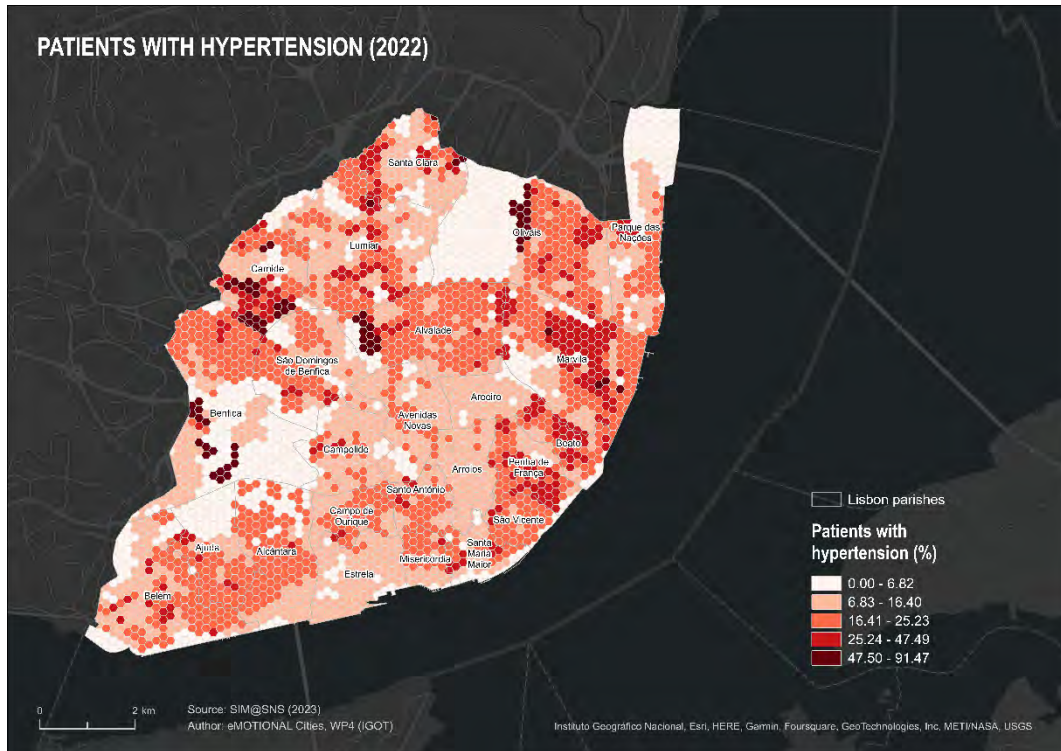 PATIENTS WITH HYPERTENSION (2022)
Santa Clara
Olivais
Parque das
Nações
Lumiar
Carnide
Alvalade
São Domingos
de Benfica
Marvila
Areeiro
Benfica
Avenidas
Novas
Campolide
Beato
Arroios
Penha de
França
Santo António
Campo de
Ourique
São Vicente
Ajuda
Alcântara
Misericórdia
Santa
Maria
Maior
Estrela
Belém
Lisbon parishes
Patients with
hypertension (%)
0.00 - 6.82
6.83 - 16.40
16.41 - 25.23
25.24 - 47.49
47.50 - 91.47
0 2 km
Source: SIM@SNS (2023)
Author: eMOTIONAL Cities, WP4 (IGOT)
Instituto Geográfico Nacional, Esri, HERE, Garmin, Foursquare, GeoTechnologies, Inc, METI/NASA, USGS